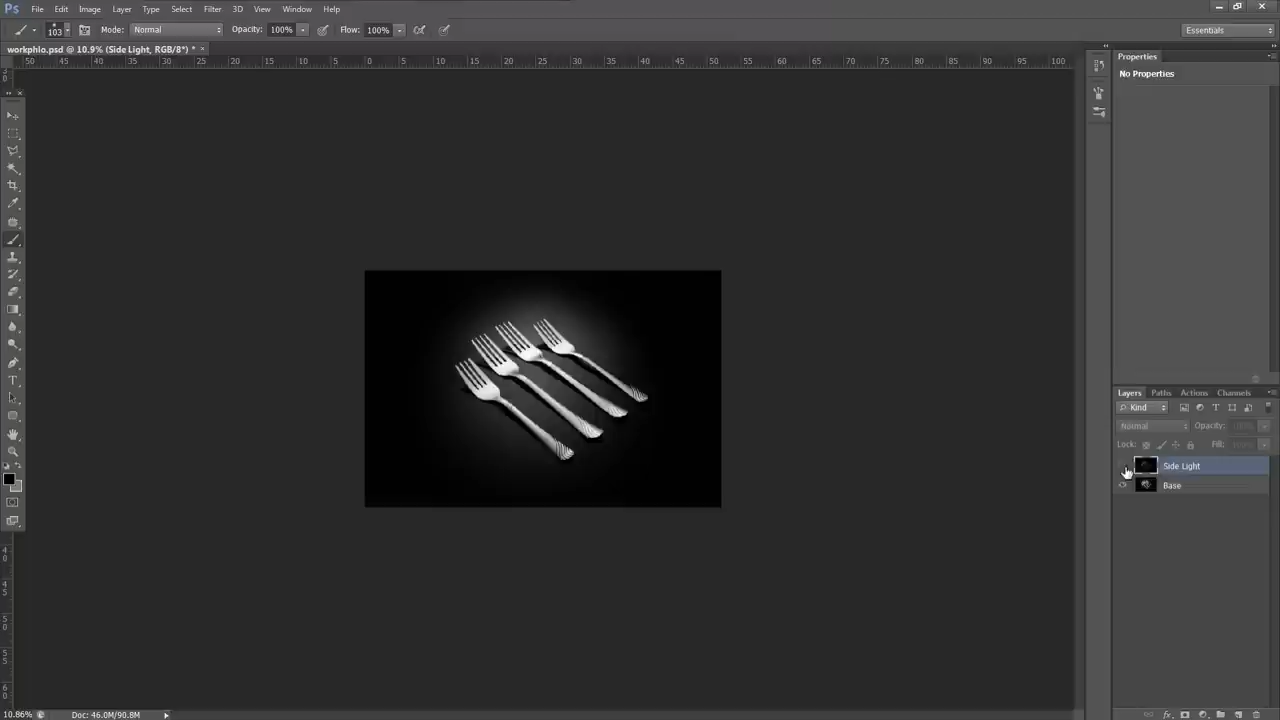 Ps File Edit Image Layer Type Select Filter 3D View Window Help
103 Mode: Normal Opacity: 100% Flow: 100% Essentials
workphlo.psd @ 10.9% (Side Light, RGB/8*) * ×
50 45 40 35 30 25 20 15 10 5 0 5 10 15 20 25 30 35 40 45 50 55 60 65 70 75 80 85 90 95 100
Properties
No Properties
Layers Paths Actions Channels
Kind
Normal Opacity:
Lock: Fill:
Side Light
Base
10.86% Doc: 46.0M/90.8M